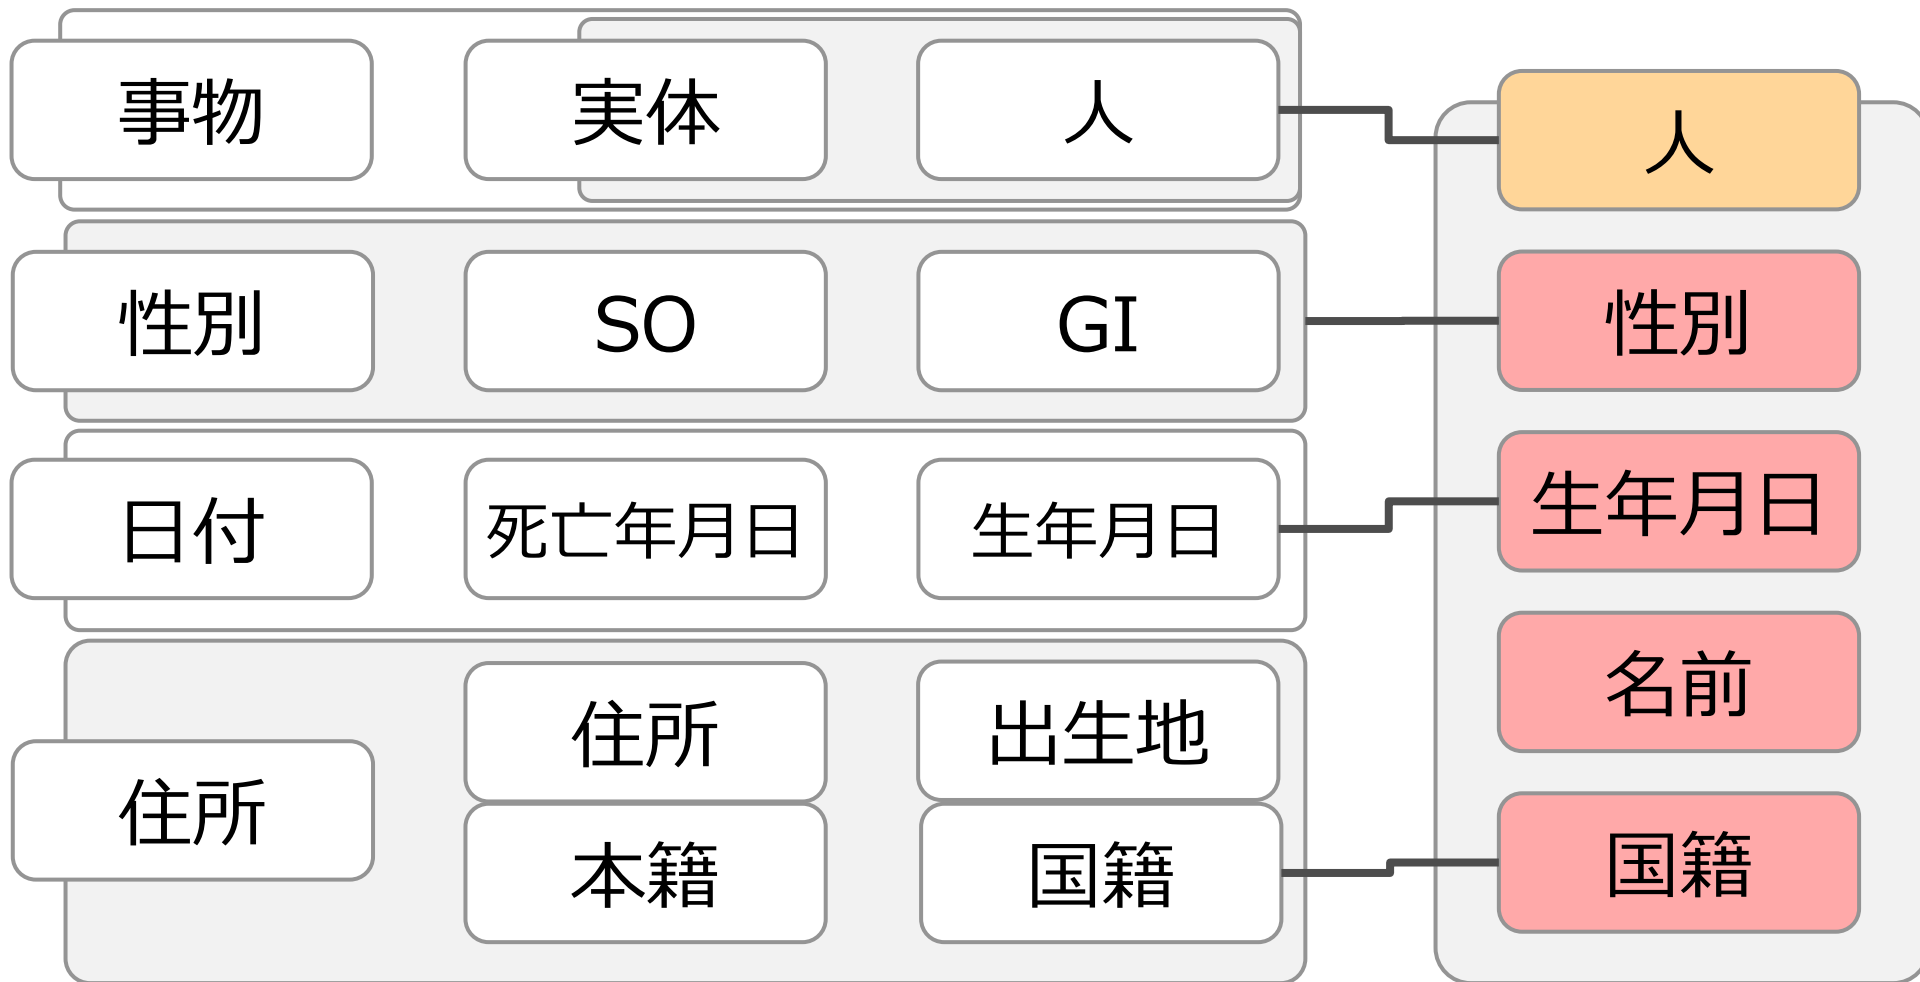 事物
実体
人
人
性別
SO
GI
性別
日付
死亡年月日
生年月日
生年月日
住所
住所
出生地
名前
本籍
国籍
国籍